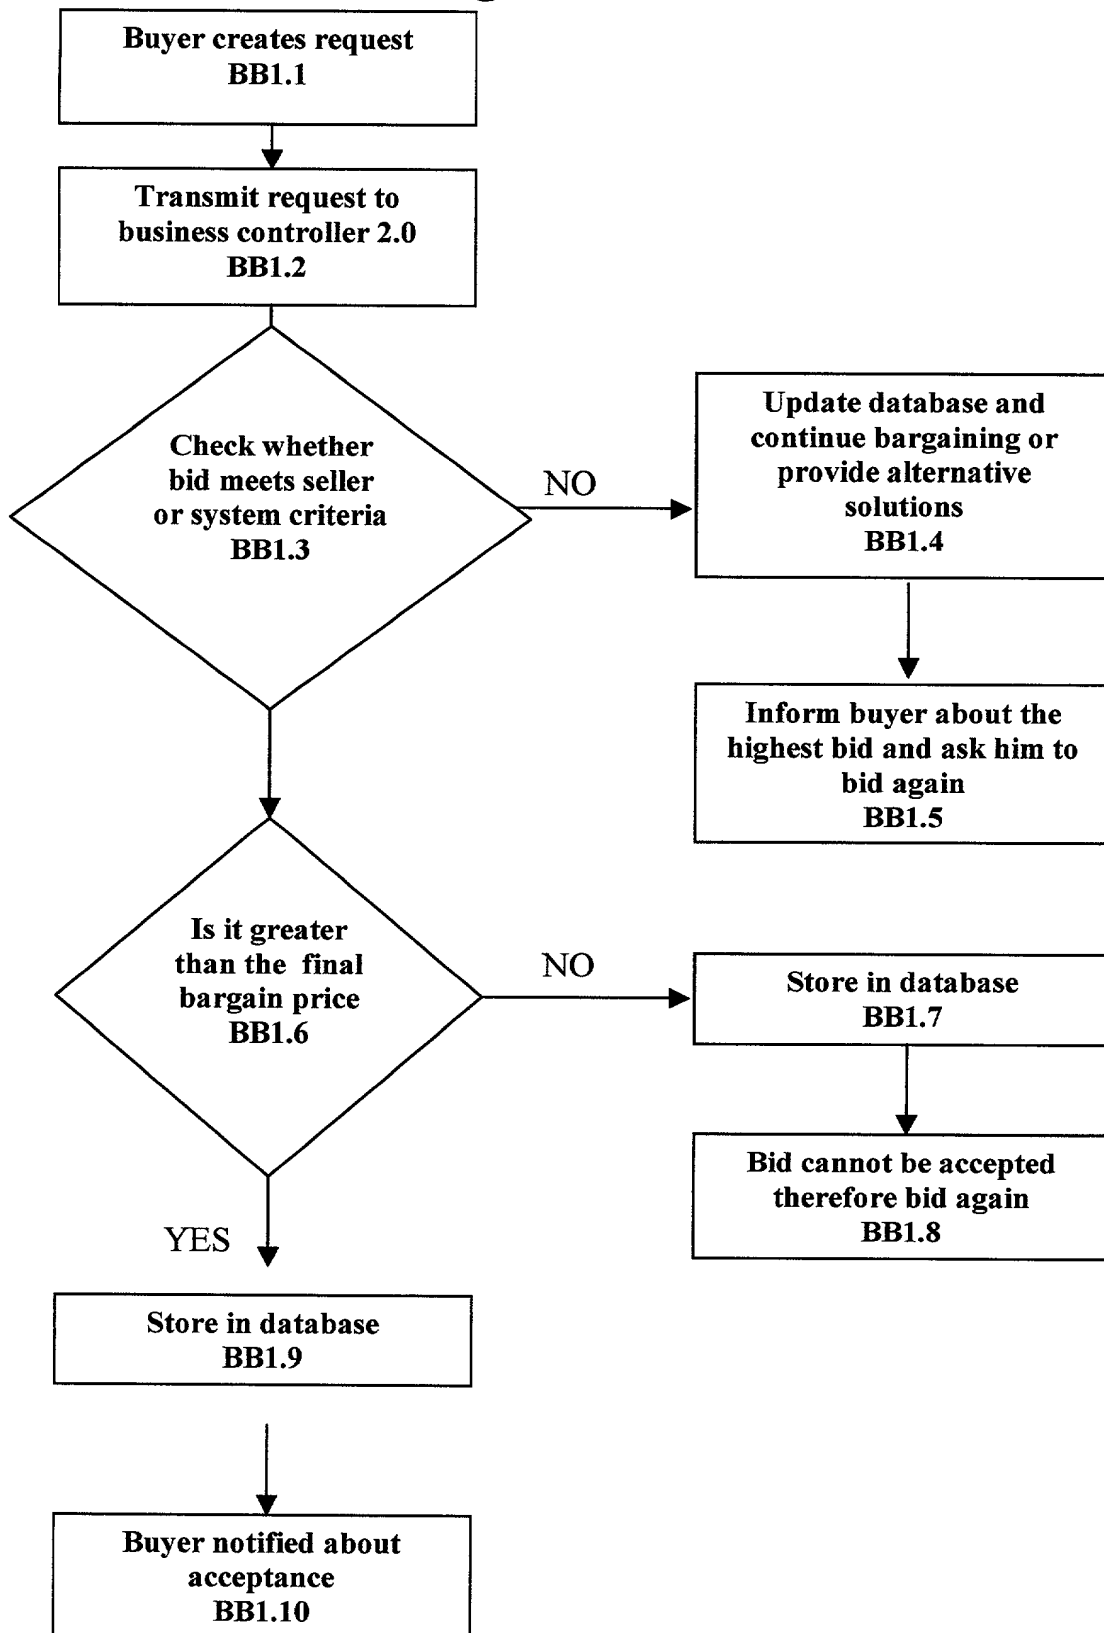 Buyer creates request
BB1.1
Transmit request to
business controller 2.0
BB1.2
Check whether
bid meets seller
or system criteria
BB1.3
NO
Update database and
continue bargaining or
provide alternative
solutions
BB1.4
Inform buyer about the
highest bid and ask him to
bid again
BB1.5
Is it greater
than the final
bargain price
BB1.6
NO
Store in database
BB1.7
Bid cannot be accepted
therefore bid again
BB1.8
YES
Store in database
BB1.9
Buyer notified about
acceptance
BB1.10